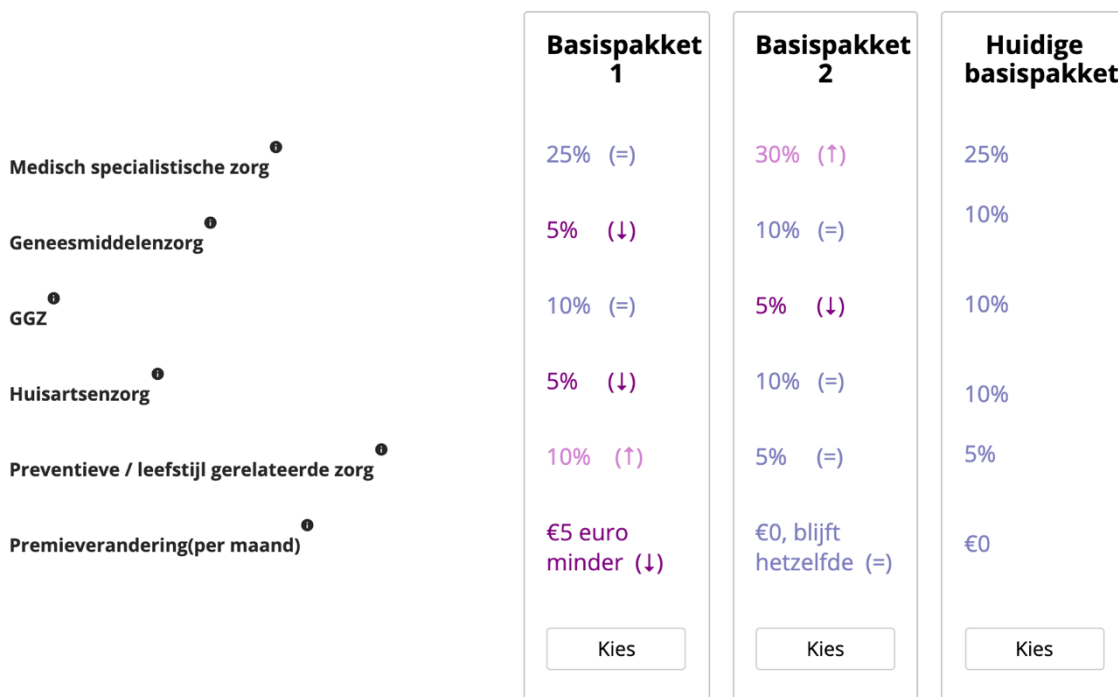 Basispakket 1
Basispakket 2
Huidige basispakket
Medisch specialistische zorg 25% (=) 30% (↑) 25%
Geneesmiddelenzorg 5% (↓) 10% (=) 10%
GGZ 10% (=) 5% (↓) 10%
Huisartsenzorg 5% (↓) 10% (=) 10%
Preventieve / leefstijl gerelateerde zorg 10% (↑) 5% (=) 5%
Premieverandering(per maand) €5 euro minder (↓) €0, blijft hetzelfde (=) €0
Kies Kies Kies